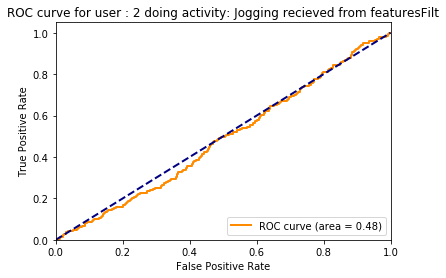 ROC curve for user : 2 doing activity: Jogging recieved from featuresFilt
1.0
0.8
0.6
0.4
0.2
0.0
True Positive Rate
ROC curve (area = 0.48)
0.0 0.2 0.4 0.6 0.8 1.0
False Positive Rate